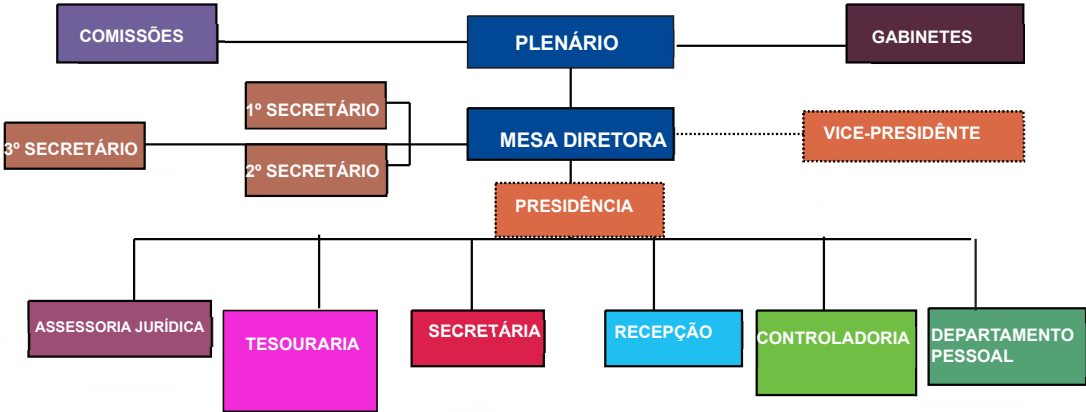 COMISSÕES
PLENÁRIO
GABINETES
1º SECRETÁRIO
3º SECRETÁRIO
2º SECRETÁRIO
MESA DIRETORA
VICE-PRESIDÊNTE
PRESIDÊNCIA
ASSESSORIA JURÍDICA
TESOURARIA
SECRETÁRIA
RECEPÇÃO
CONTROLADORIA
DEPARTAMENTO
PESSOAL